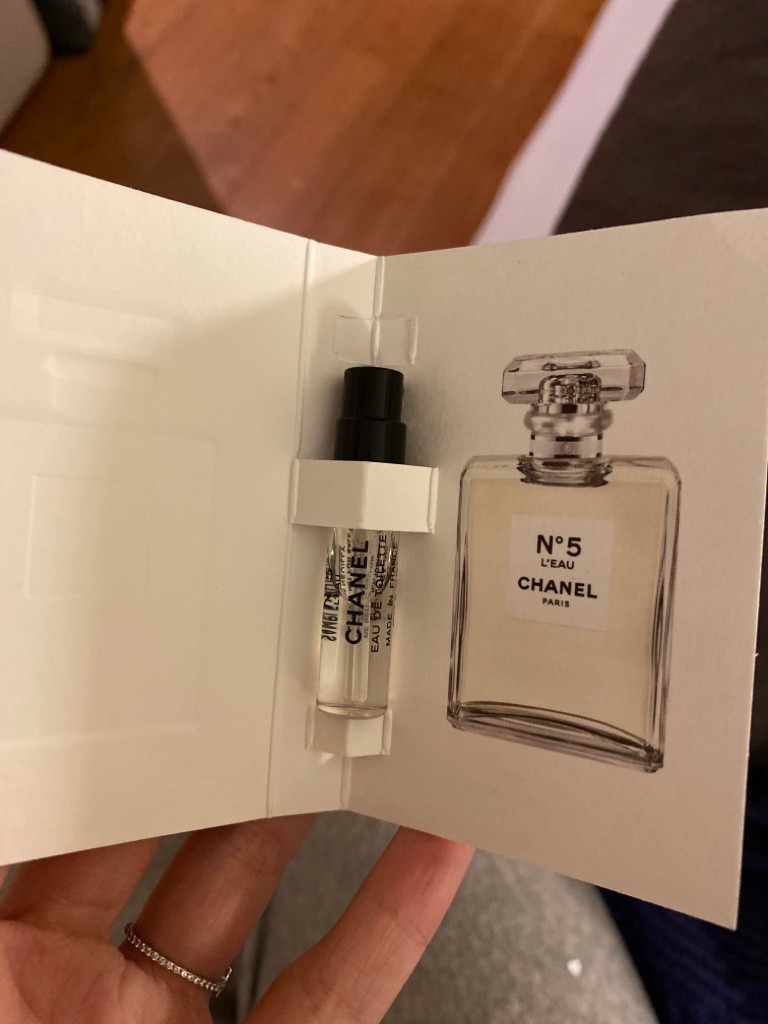 CHANEL
EAU DE TOILETTE
MADE IN FRANCE
N°5
L'EAU
CHANEL
PARIS